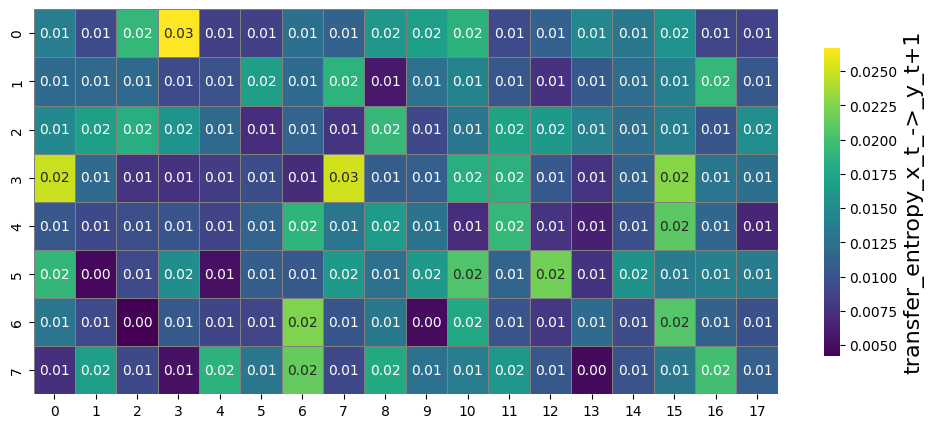 0 0.01 0.01 0.02 0.03 0.01 0.01 0.01 0.01 0.02 0.02 0.02 0.01 0.01 0.01 0.01 0.02 0.01 0.01
1 0.01 0.01 0.01 0.01 0.01 0.02 0.01 0.02 0.01 0.01 0.01 0.01 0.01 0.01 0.01 0.01 0.02 0.01
2 0.01 0.02 0.02 0.02 0.01 0.01 0.01 0.01 0.02 0.01 0.01 0.02 0.02 0.01 0.01 0.01 0.01 0.02
3 0.02 0.01 0.01 0.01 0.01 0.01 0.01 0.03 0.01 0.01 0.02 0.02 0.01 0.01 0.01 0.02 0.01 0.01
4 0.01 0.01 0.01 0.01 0.01 0.01 0.02 0.01 0.02 0.01 0.01 0.02 0.01 0.01 0.01 0.02 0.01 0.01
5 0.02 0.00 0.01 0.02 0.01 0.01 0.01 0.02 0.01 0.02 0.02 0.01 0.02 0.01 0.02 0.01 0.01 0.01
6 0.01 0.01 0.00 0.01 0.01 0.01 0.02 0.01 0.01 0.00 0.02 0.01 0.01 0.01 0.01 0.02 0.01 0.01
7 0.01 0.02 0.01 0.01 0.02 0.01 0.02 0.01 0.02 0.01 0.01 0.02 0.01 0.00 0.01 0.01 0.02 0.01
0 1 2 3 4 5 6 7 8 9 10 11 12 13 14 15 16 17
0.0250
0.0225
0.0200
0.0175
0.0150
0.0125
0.0100
0.0075
0.0050
transfer_entropy_x_t_->_y_t+1